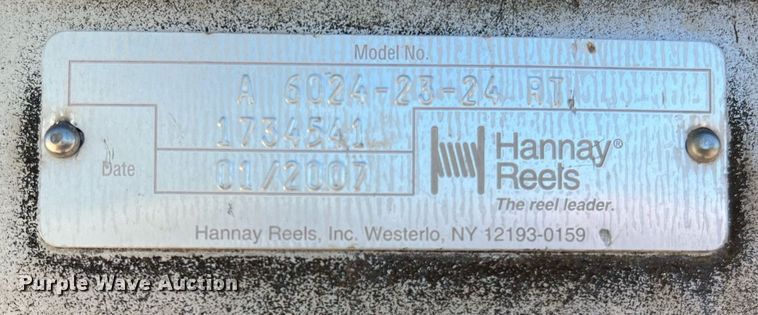 Model No.
A 6024-23-24 RT
1734541
Date 01/2007
Hannay®
Reels
The reel leader.
Hannay Reels, Inc. Westerlo, NY 12193-0159
Purple Wave Auction